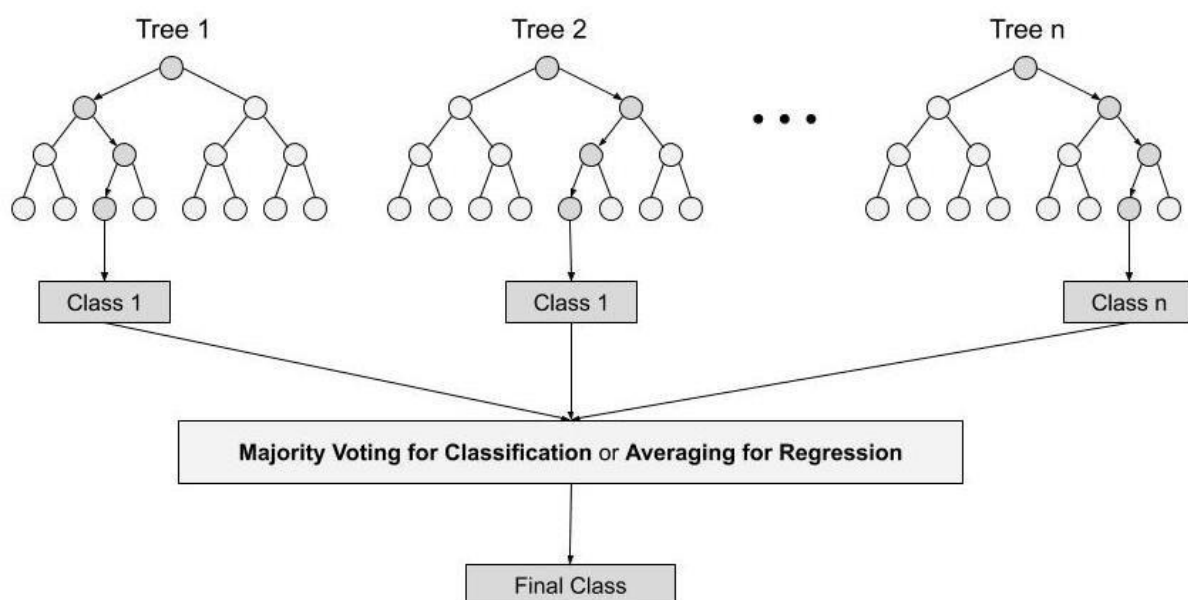 Tree 1
Tree 2
Tree n
Class 1
Class 1
Class n
Majority Voting for Classification or Averaging for Regression
Final Class